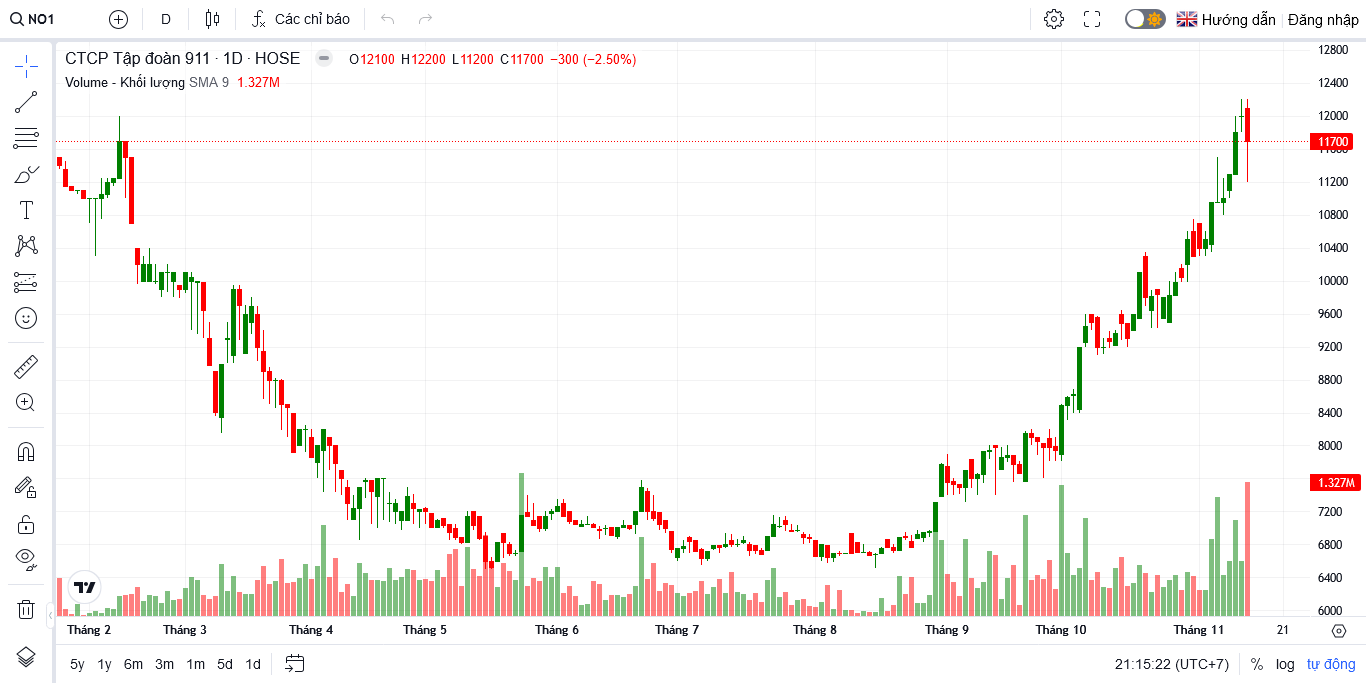 NO1 D Các chỉ báo Hướng dẫn Đăng nhập
CTCP Tập đoàn 911 · 1D · HOSE O12100 H12200 L11200 C11700 −300 (−2.50%)
Volume - Khối lượng SMA 9 1.327M
12800
12400
12000
11700
11200
10800
10400
10000
9600
9200
8800
8400
8000
1.327M
7200
6800
6400
6000
Tháng 2 Tháng 3 Tháng 4 Tháng 5 Tháng 6 Tháng 7 Tháng 8 Tháng 9 Tháng 10 Tháng 11 21
5y 1y 6m 3m 1m 5d 1d 21:15:22 (UTC+7) % log tự động